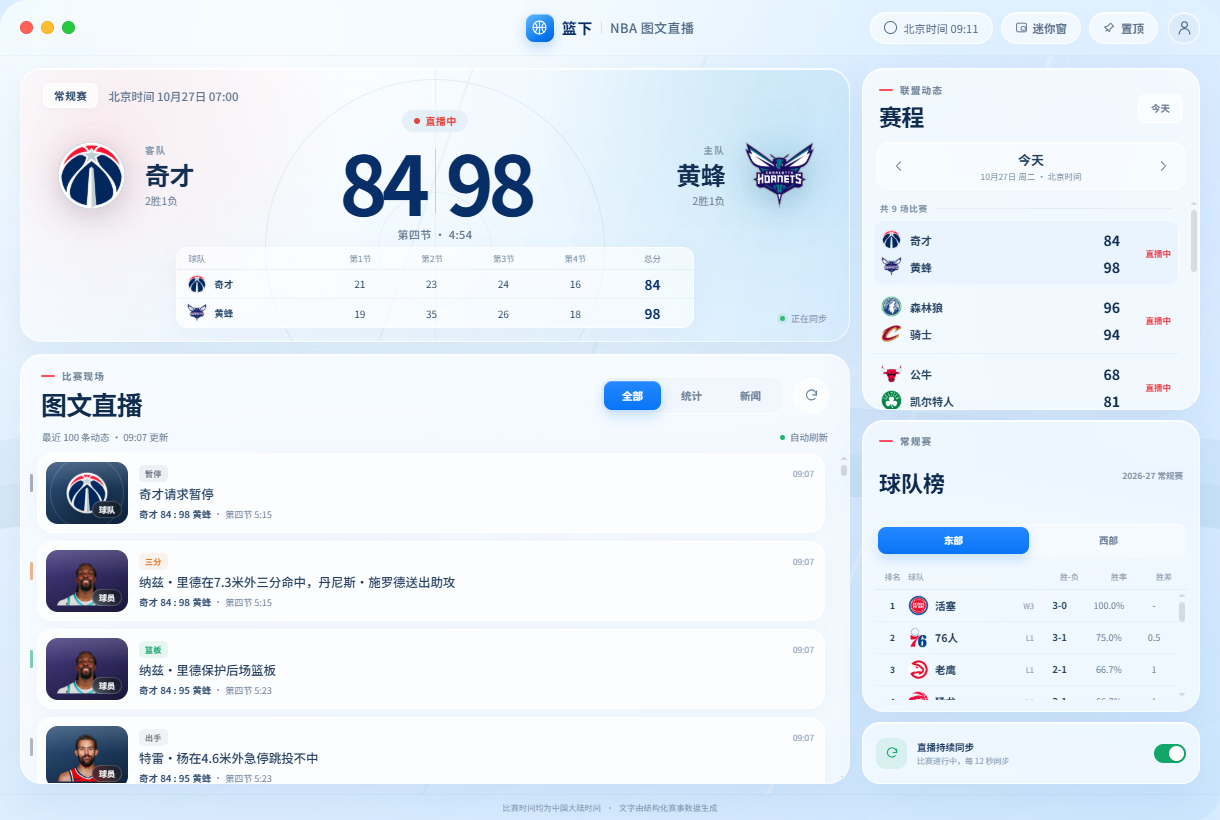 篮下 NBA 图文直播
北京时间 09:11
迷你窗
置顶
常规赛 北京时间 10月27日 07:00
直播中
客队
奇才
2胜1负
84 98
主队
黄蜂
2胜1负
CHARLOTTE
HORNETS
第四节 · 4:54
球队 第1节 第2节 第3节 第4节 总分
奇才 21 23 24 16 84
黄蜂 19 35 26 18 98
正在同步
比赛现场
图文直播
全部 统计 新闻
最近 100 条动态 · 09:07 更新
自动刷新
球队
暂停 09:07
奇才请求暂停
奇才 84 : 98 黄蜂 · 第四节 5:15
球员
三分 09:07
纳兹·里德在7.3米外三分命中，丹尼斯·施罗德送出助攻
奇才 84 : 98 黄蜂 · 第四节 5:15
球员
篮板 09:07
纳兹·里德保护后场篮板
奇才 84 : 95 黄蜂 · 第四节 5:23
球员
出手 09:07
特雷·杨在4.6米外急停跳投不中
奇才 84 : 95 黄蜂 · 第四节 5:23
联盟动态
赛程
今天
今天
10月27日 周二 · 北京时间
共 9 场比赛
奇才 84
直播中
黄蜂 98
森林狼 96
直播中
骑士 94
公牛 68
直播中
凯尔特人 81
常规赛
球队榜
2026-27 常规赛
东部 西部
排名 球队 胜-负 胜率 胜差
1 活塞 W3 3-0 100.0% -
2 76人 L1 3-1 75.0% 0.5
3 老鹰 L1 2-1 66.7% 1
直播持续同步
比赛进行中，每 12 秒同步
比赛时间均为中国大陆时间 · 文字由结构化赛事数据生成